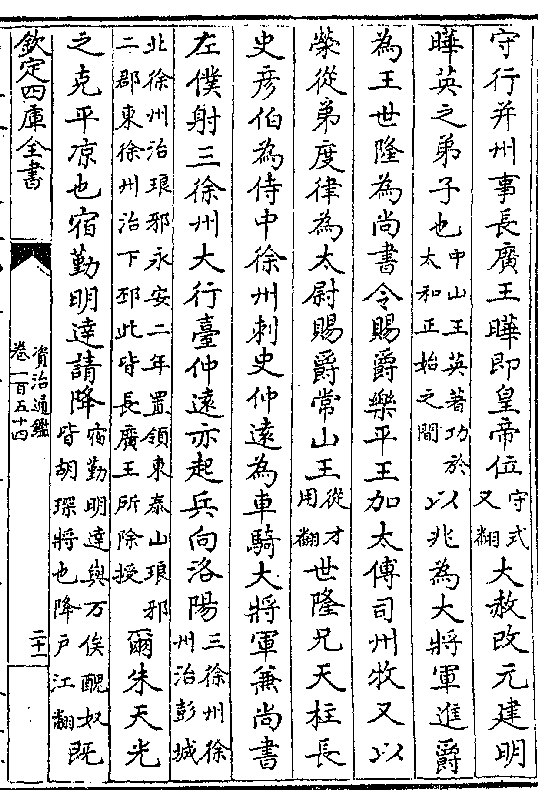 守行并州事長廣王曄即皇帝位守式又翻大赦改元建明
曄英之弟子也中山王英著功於太和正始之間以兆為大將軍進爵
為王世隆為尚書令賜爵樂平王加太傅司州牧又以
榮從弟度律為太尉賜爵常山王從才用翻世隆兄天柱長
史彦伯為侍中徐州刺史仲遠為車騎大將軍兼尚書
左僕射三徐州大行臺仲遠亦起兵向洛陽三徐州徐州治彭城
北徐州治琅邪永安二年置領東泰山琅邪二郡東徐州治下邳此皆長廣王所除授爾朱天光
之克平凉也宿勤明達請降宿勤明達與万俟醜奴既皆胡琛將也降戸江翻
欽定四庫全書
資治通鑑
卷一百五十四
二十一